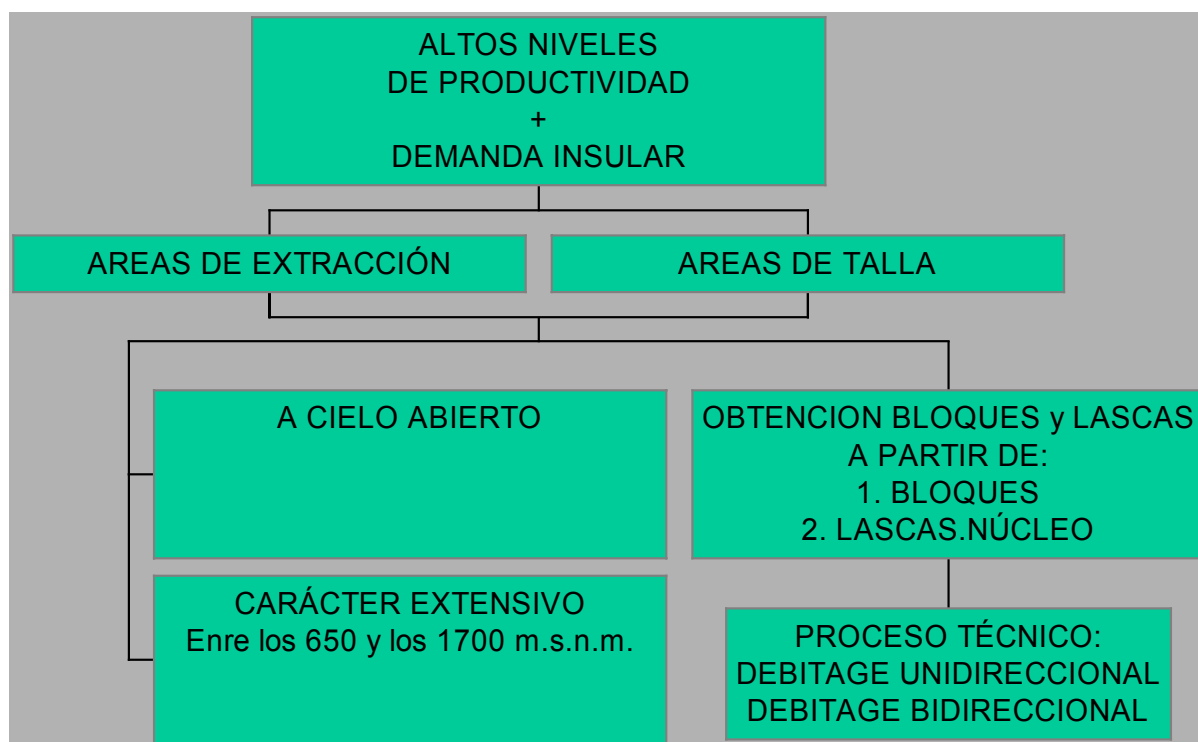 ALTOS NIVELES
DE PRODUCTIVIDAD
+
DEMANDA INSULAR
AREAS DE EXTRACCIÓN
AREAS DE TALLA
A CIELO ABIERTO
OBTENCION BLOQUES y LASCAS
A PARTIR DE:
1. BLOQUES
2. LASCAS.NÚCLEO
CARÁCTER EXTENSIVO
Enre los 650 y los 1700 m.s.n.m.
PROCESO TÉCNICO:
DEBITAGE UNIDIRECCIONAL
DEBITAGE BIDIRECCIONAL